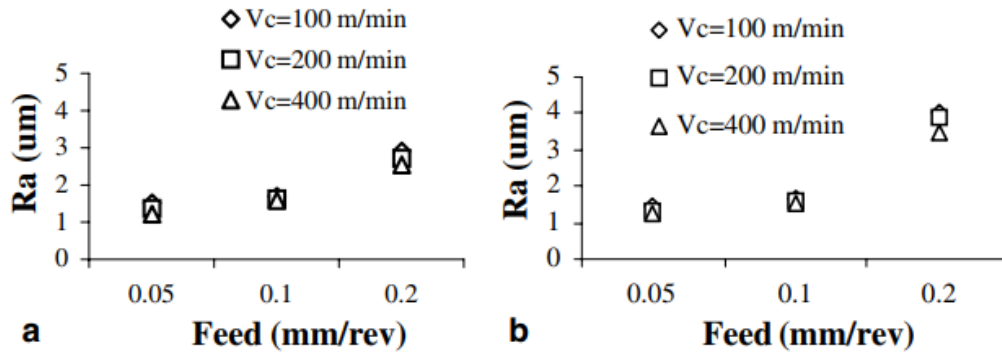 Vc=100 m/min
Vc=200 m/min
Vc=400 m/min
5
4
3
2
1
0
Ra (um)
0.05 0.1 0.2
Feed (mm/rev)
a
Vc=100 m/min
Vc=200 m/min
Vc=400 m/min
5
4
3
2
1
0
Ra (um)
0.05 0.1 0.2
Feed (mm/rev)
b